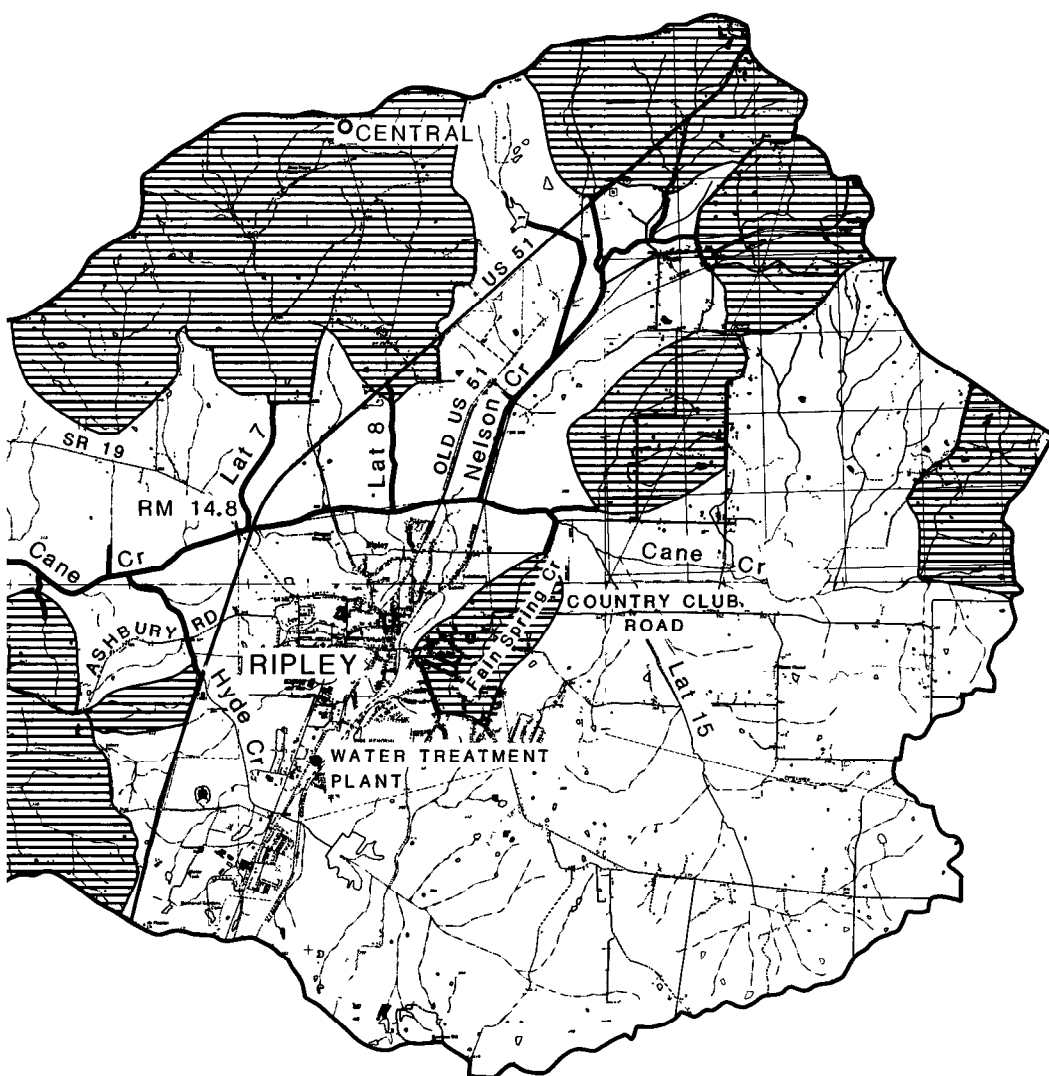 CENTRAL
US 51
OLD US 51
Nelson Cr
SR 19
Lat 7
Lat 8
RM 14.8
Cane Cr
Cane Cr
COUNTRY CLUB
ROAD
ASHBURY RD
Fain Spring Cr
RIPLEY
Hyde Cr
Lat 15
WATER TREATMENT
PLANT